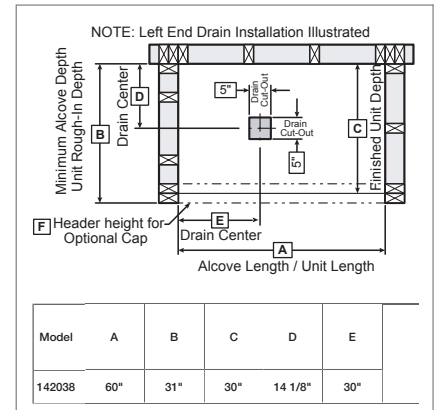 NOTE: Left End Drain Installation Illustrated
Minimum Alcove Depth
Unit Rough-In Depth
B
Drain Center
D
5"
Drain
Cut-Out
Drain
Cut-Out
5"
C
Finished Unit Depth
F Header height for
Optional Cap
E
Drain Center
A
Alcove Length / Unit Length
Model A B C D E
142038 60" 31" 30" 14 1/8" 30"